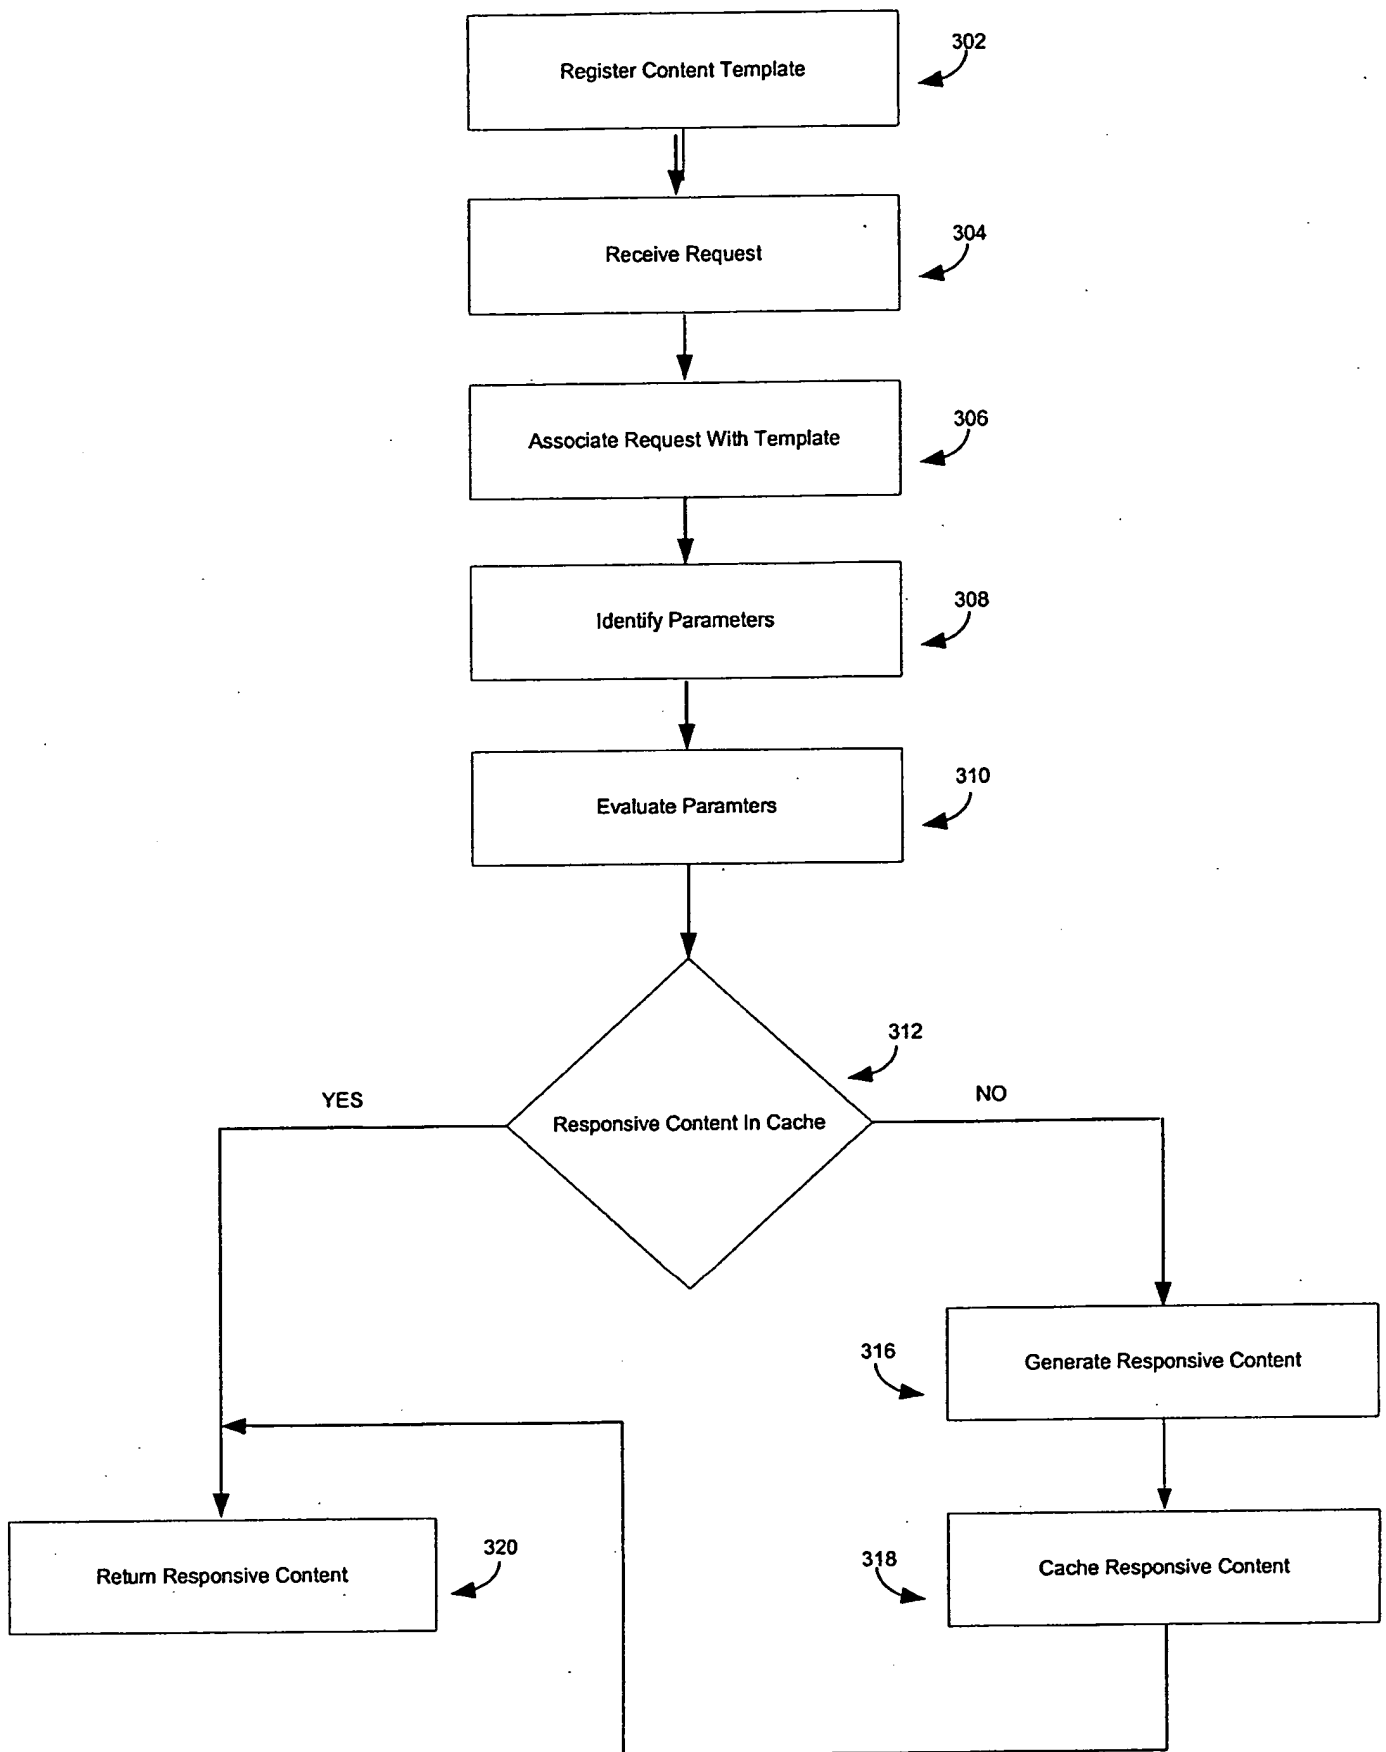 Register Content Template
302
Receive Request
304
Associate Request With Template
306
Identify Parameters
308
Evaluate Paramters
310
Responsive Content In Cache
312
YES
NO
Generate Responsive Content
316
Return Responsive Content
320
Cache Responsive Content
318